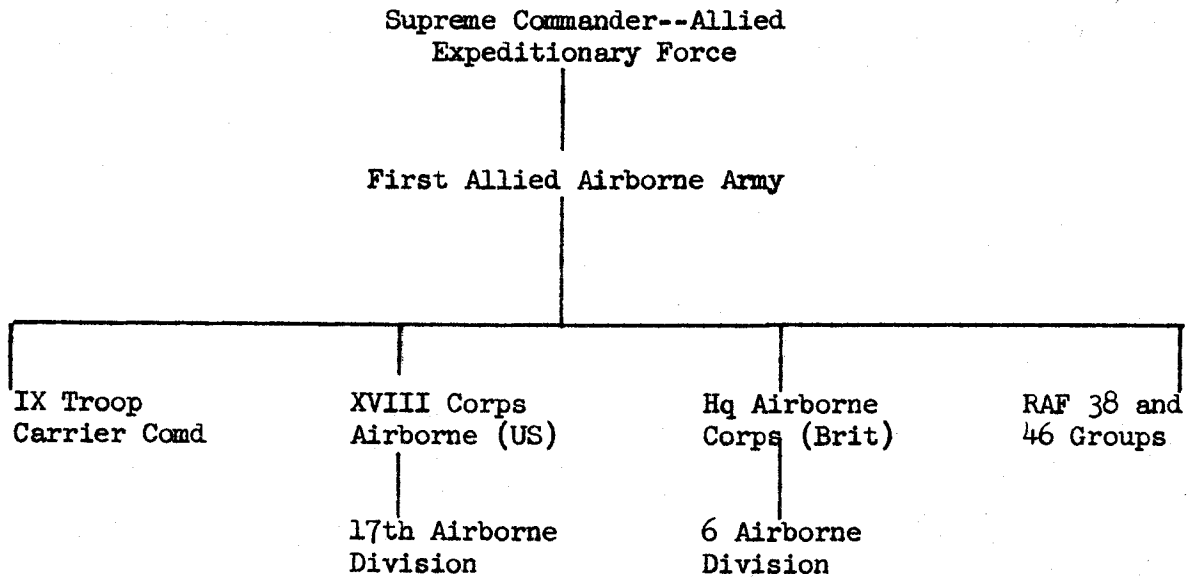 Supreme Commander--Allied
Expeditionary Force
First Allied Airborne Army
IX Troop
Carrier Comd
XVIII Corps
Airborne (US)
Hq Airborne
Corps (Brit)
RAF 38 and
46 Groups
17th Airborne
Division
6 Airborne
Division